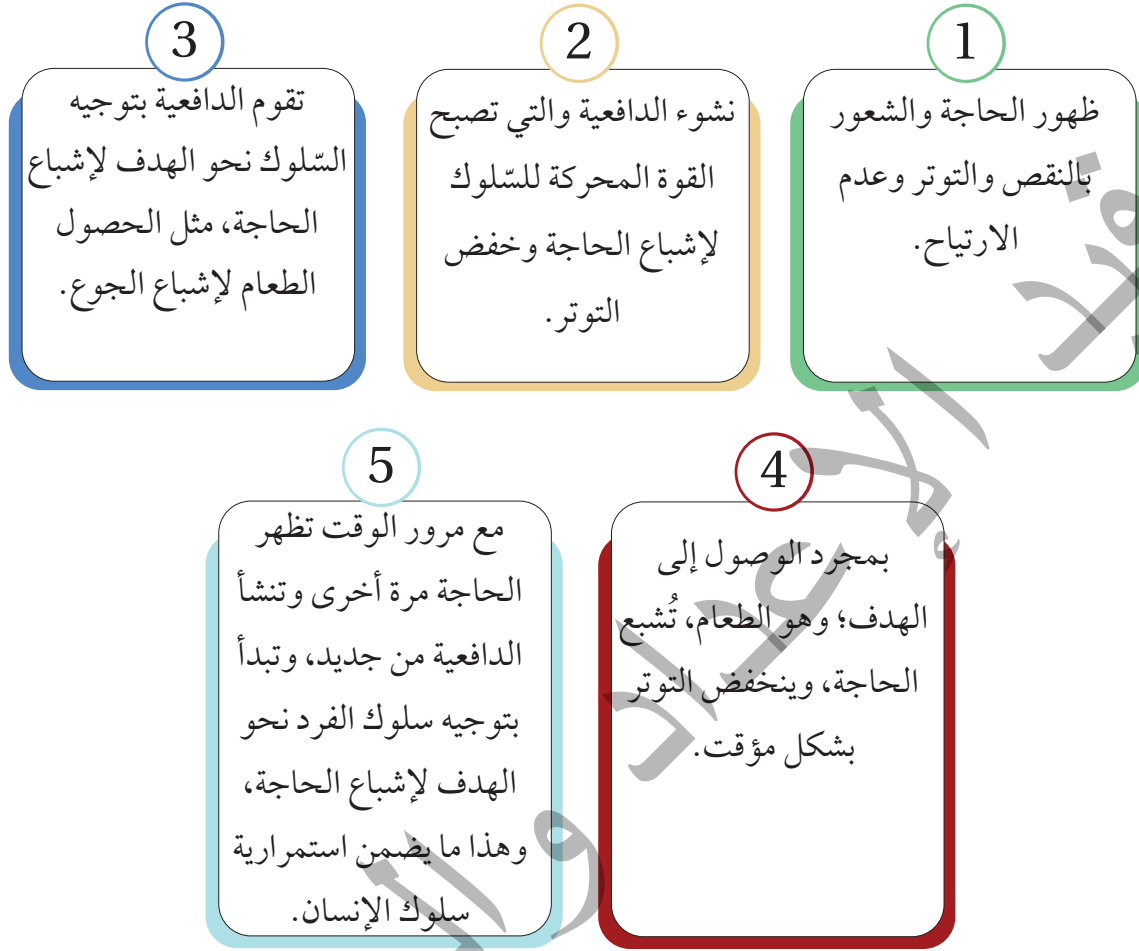 1
ظهور الحاجة والشعور
بالنقص والتوتر وعدم
الارتياح.
2
نشوء الدافعية والتي تصبح
القوة المحركة للسّلوك
لإشباع الحاجة وخفض
التوتر.
3
تقوم الدافعية بتوجيه
السّلوك نحو الهدف لإشباع
الحاجة، مثل الحصول
الطعام لإشباع الجوع.
4
بمجرد الوصول إلى
الهدف؛ وهو الطعام، تُشبع
الحاجة، وينخفض التوتر
بشكل مؤقت.
5
مع مرور الوقت تظهر
الحاجة مرة أخرى وتنشأ
الدافعية من جديد، وتبدأ
بتوجيه سلوك الفرد نحو
الهدف لإشباع الحاجة،
وهذا ما يضمن استمرارية
سلوك الإنسان.
قيد الإعداد